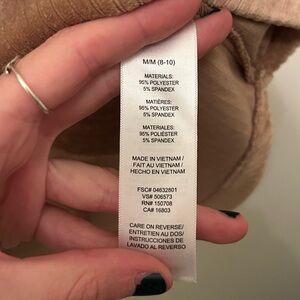 M/M (8-10)
MATERIALS:
95% POLYESTER
5% SPANDEX
MATIÈRES:
95% POLYESTER
5% SPANDEX
MATERIALES:
95% POLIÉSTER
5% SPANDEX
MADE IN VIETNAM /
FAIT AU VIETNAM /
HECHO EN VIETNAM
FSC# 04632801
VS# 506573
RN# 150708
CA# 16803
CARE ON REVERSE/
ENTRETIEN AU DOS/
INSTRUCCIONES DE
LAVADO AL REVERSO